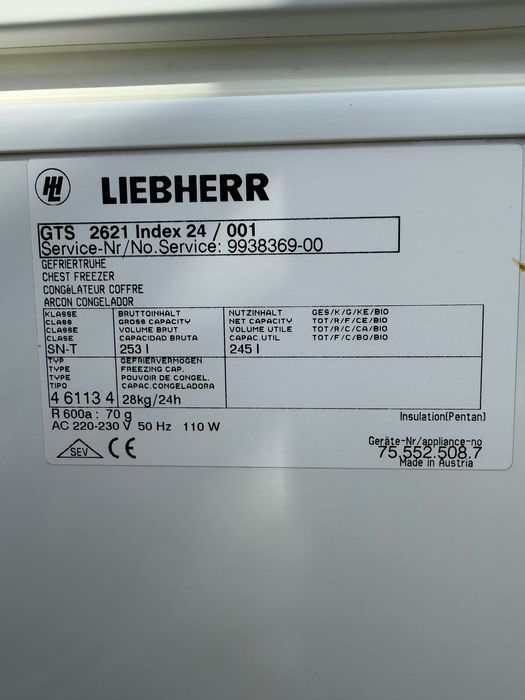 HL LIEBHERR
GTS 2621 Index 24 / 001
Service-Nr/No.Service: 9938369-00
GEFRIERTRUHE
CHEST FREEZER
CONGéLATEUR COFFRE
ARCON CONGELADOR
KLASSE BRUTTOINHALT NUTZINHALT GES/K/G/KE/BIO
CLASS GROSS CAPACITY NET CAPACITY TOT/R/F/CE/BIO
CLASSE VOLUME BRUT VOLUME UTILE TOT/R/C/CA/BIO
CLASE CAPACIDAD BRUTA CAPAC.UTIL TOT/F/C/BO/BIO
SN-T 253 l 245 l
TYP GEFRIERVERMÖGEN
TYPE FREEZING CAP.
TYPE POUVOIR DE CONGEL.
TIPO CAPAC.CONGELADORA
4 6113 4 28kg/24h
R 600a: 70 g Insulation(Pentan)
AC 220-230 V 50 Hz 110 W
SEV CE Geräte-Nr/appliance-no
75.552.508.7
Made in Austria